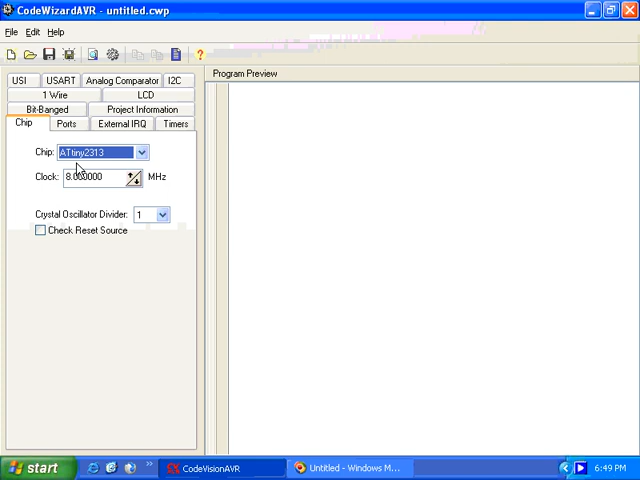 CodeWizardAVR - untitled.cwp
File Edit Help
USI USART Analog Comparator I2C
1 Wire LCD
Bit-Banged Project Information
Chip Ports External IRQ Timers
Chip: ATtiny2313
Clock: 8.000000 MHz
Crystal Oscillator Divider: 1
Check Reset Source
Program Preview
start
CodeVisionAVR
Untitled - Windows M...
6:49 PM